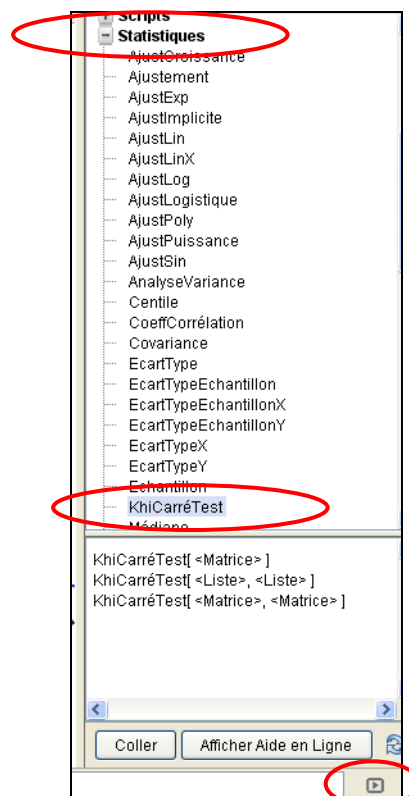 Scripts
Statistiques
AjustCroissance
Ajustement
AjustExp
AjustImplicite
AjustLin
AjustLinX
AjustLog
AjustLogistique
AjustPoly
AjustPuissance
AjustSin
AnalyseVariance
Centile
CoeffCorrélation
Covariance
EcartType
EcartTypeEchantillon
EcartTypeEchantillonX
EcartTypeEchantillonY
EcartTypeX
EcartTypeY
Echantillon
KhiCarréTest
Médiane
KhiCarréTest[ <Matrice> ]
KhiCarréTest[ <Liste>, <Liste> ]
KhiCarréTest[ <Matrice>, <Matrice> ]
Coller Afficher Aide en Ligne